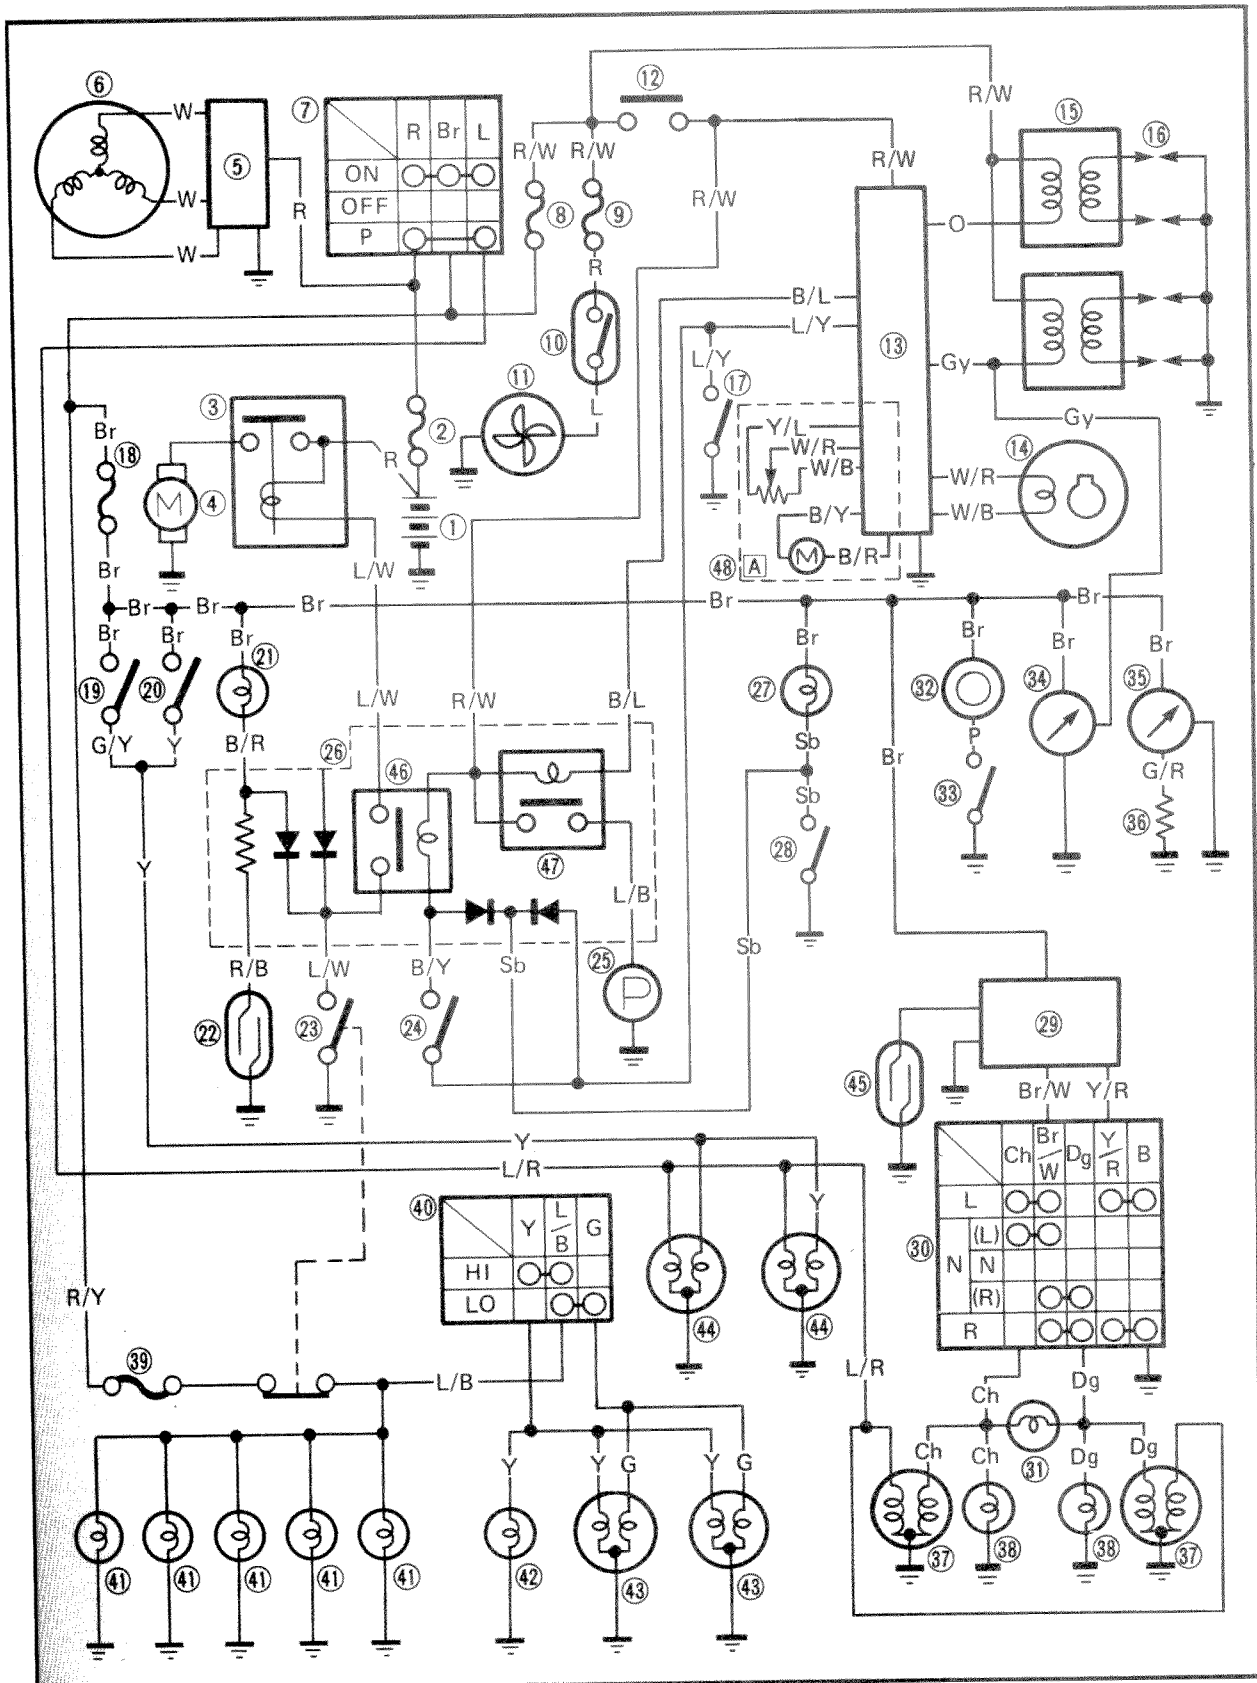 6
W
5
W
W
R
7
R Br L
ON
OFF
P
12
R/W R/W
8
9
R
10
11
L
R/W
R/W
R/W
15
16
O
B/L
L/Y
13
L/Y
17
Gy
Gy
3
Br
18
4
M
R
2
1
L/W
Y/L
W/R
W/B
B/Y
M
B/R
48
A
14
W/R
W/B
Br
Br
Br
Br
Br
Br
Br
Br
Br
Br
21
19
20
G/Y
Y
B/R
L/W
R/W
B/L
27
Br
Sb
Sb
28
Br
32
P
33
Br
34
Br
35
G/R
36
Br
26
46
47
L/B
Y
R/B
L/W
B/Y
Sb
25
P
Sb
22
23
24
29
45
Br/W Y/R
Y
L/R
Y
Ch Br/W Dg Y/R B
L
(L)
N N
(R)
R
30
40
Y L/B G
HI
LO
44
44
R/Y
39
L/B
L/R
Ch
Dg
Ch
Ch
31
Dg
Dg
Y
Y
G
Y
G
41
41
41
41
41
42
43
43
37
38
38
37